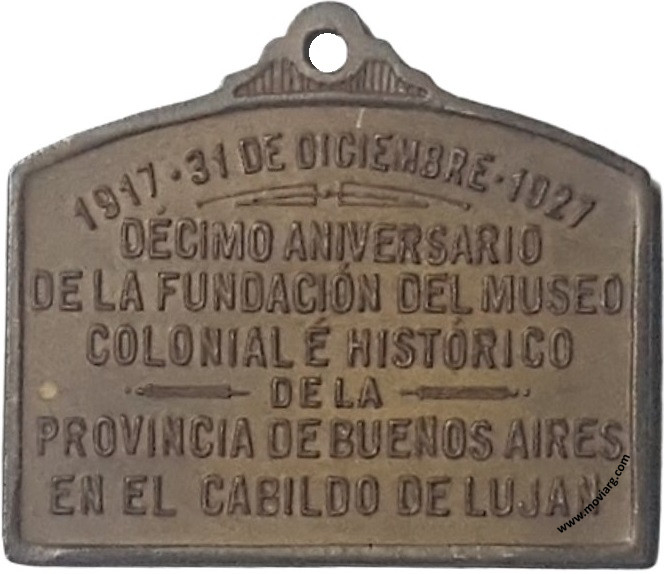 1917 · 31 DE DICIEMBRE · 1927
DÉCIMO ANIVERSARIO
DE LA FUNDACIÓN DEL MUSEO
COLONIAL É HISTÓRICO
DE LA
PROVINCIA DE BUENOS AIRES
EN EL CABILDO DE LUJAN
www.moviarg.com